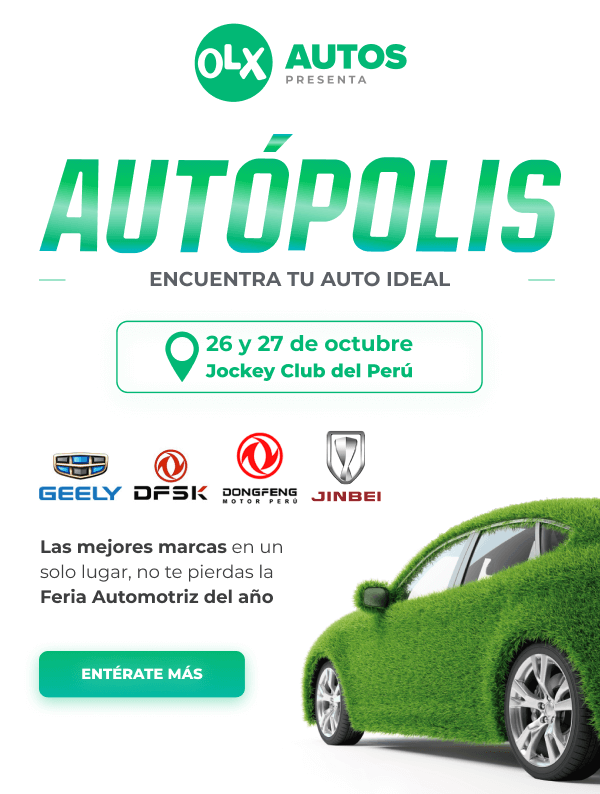 OLX AUTOS
PRESENTA
AUTÓPOLIS
ENCUENTRA TU AUTO IDEAL
26 y 27 de octubre
Jockey Club del Perú
GEELY
DFSK
DONGFENG
MOTOR PERÚ
JINBEI
Las mejores marcas en un
solo lugar, no te pierdas la
Feria Automotriz del año
ENTÉRATE MÁS